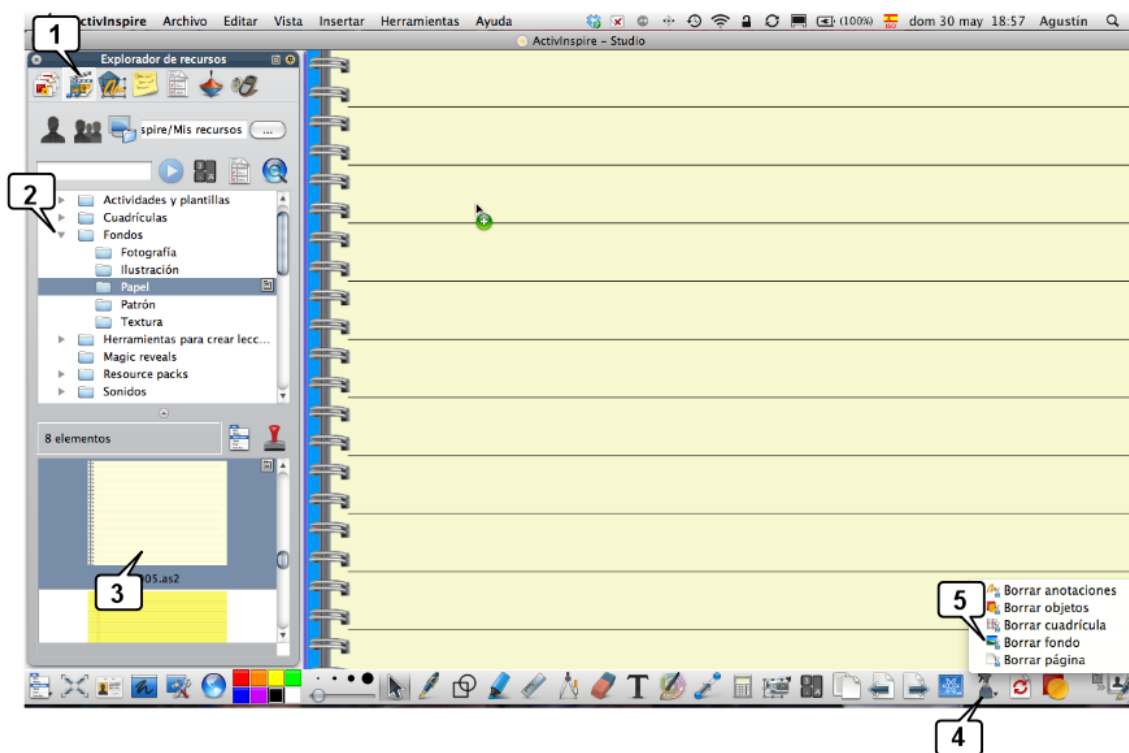 ctivInspire Archivo Editar Vista Insertar Herramientas Ayuda (100%) ISO dom 30 may 18:57 Agustín
1
ActivInspire – Studio
Explorador de recursos
spire/Mis recursos ...
2
Actividades y plantillas
Cuadrículas
Fondos
Fotografía
Ilustración
Papel
Patrón
Textura
Herramientas para crear lecc...
Magic reveals
Resource packs
Sonidos
8 elementos
3
05.as2
5
Borrar anotaciones
Borrar objetos
Borrar cuadrícula
Borrar fondo
Borrar página
T
4